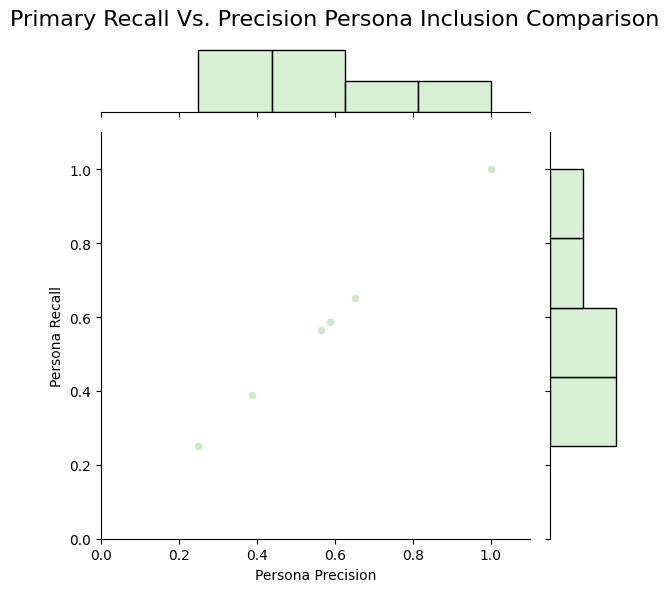 Primary Recall Vs. Precision Persona Inclusion Comparison
1.0
0.8
0.6
0.4
0.2
0.0
Persona Recall
0.0 0.2 0.4 0.6 0.8 1.0
Persona Precision